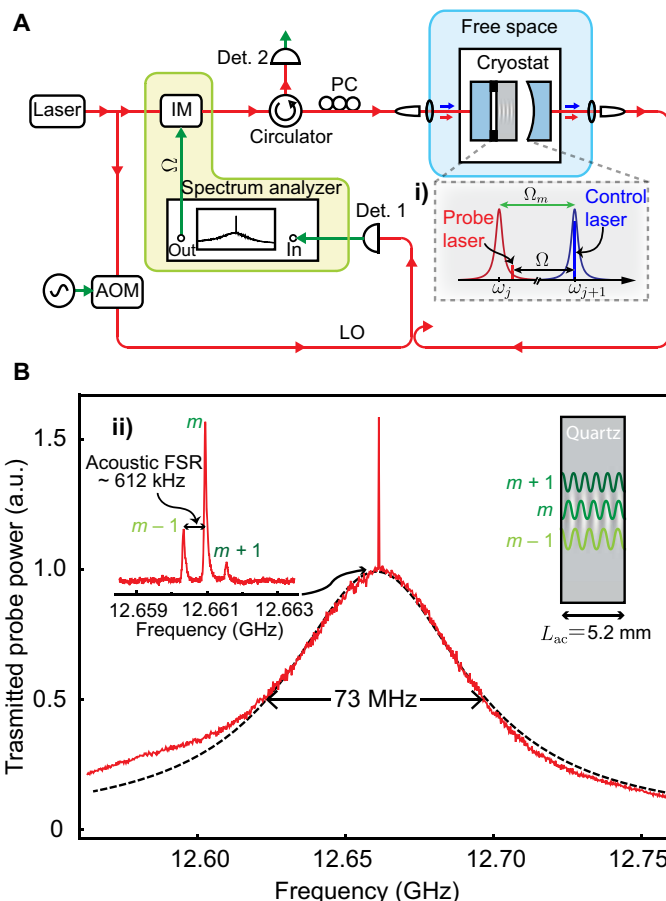 A
Free space
Det. 2
PC
Cryostat
Laser
IM
Circulator
Ω
Spectrum analyzer
Det. 1
Out
In
i)
Ωm
Control
laser
Probe
laser
Ω
ωj
ωj+1
AOM
LO
B
Trasmitted probe power (a.u.)
1.5
1.0
0.5
0
ii)
m
Acoustic FSR
~ 612 kHz
m – 1
m + 1
12.659
12.661
12.663
Frequency (GHz)
Quartz
m + 1
m
m – 1
Lac=5.2 mm
73 MHz
12.60
12.65
12.70
12.75
Frequency (GHz)